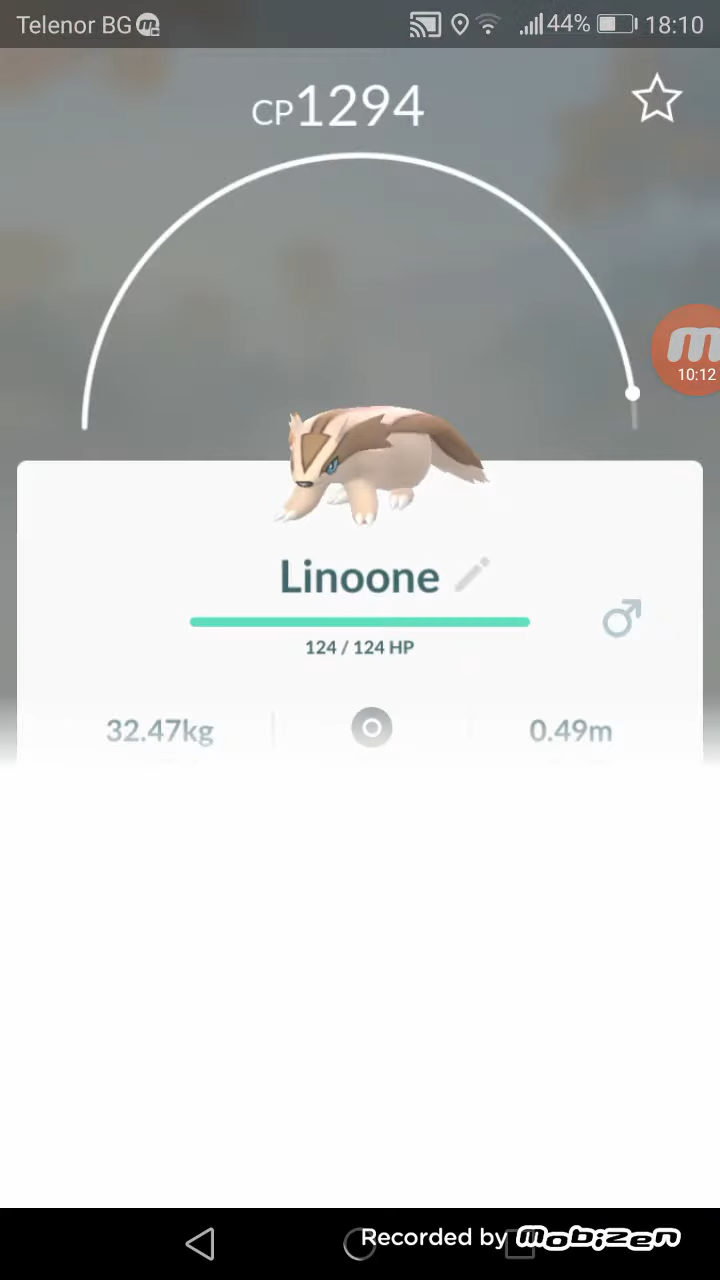 Telenor BG
44% 18:10
CP1294
10:12
Linoone
124 / 124 HP
32.47kg
0.49m
Recorded by mobizen